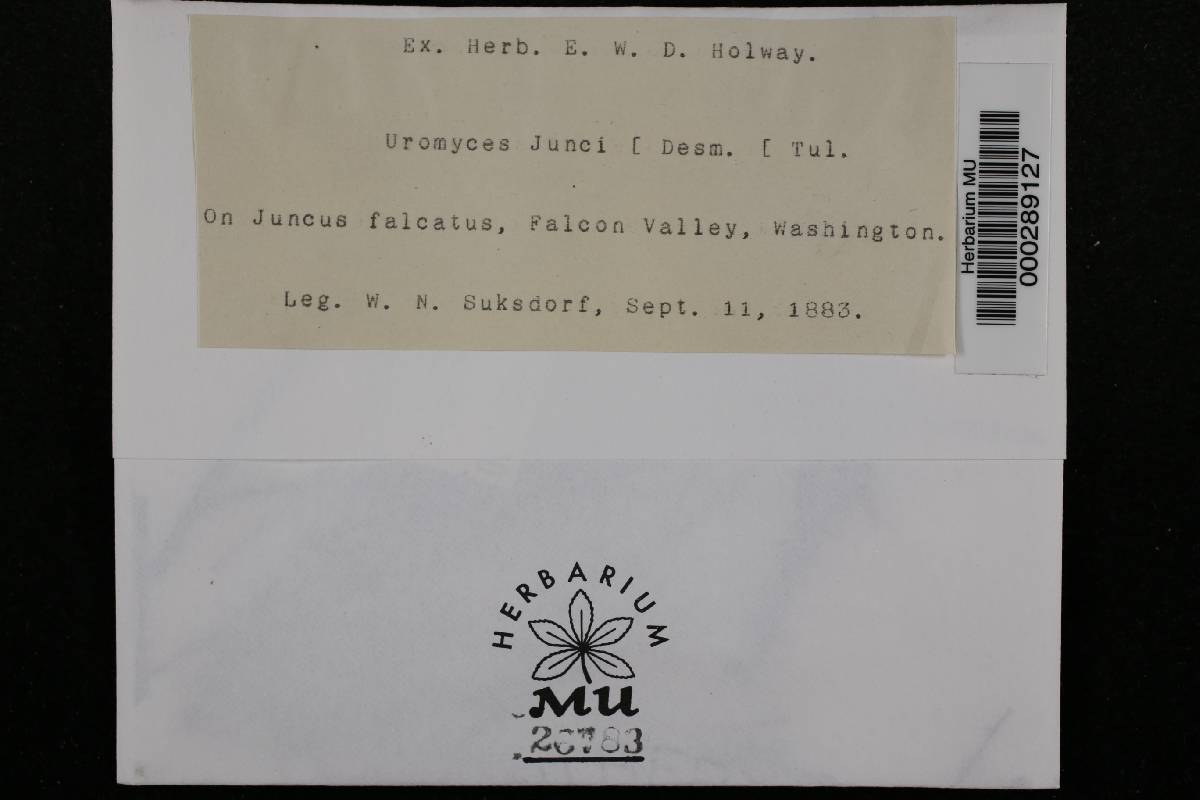 Ex. Herb. E. W. D. Holway.
Uromyces Junci [ Desm. [ Tul.
On Juncus falcatus, Falcon Valley, Washington.
Leg. W. N. Suksdorf, Sept. 11, 1883.
Herbarium MU
000289127
HERBARIUM
MU
26783